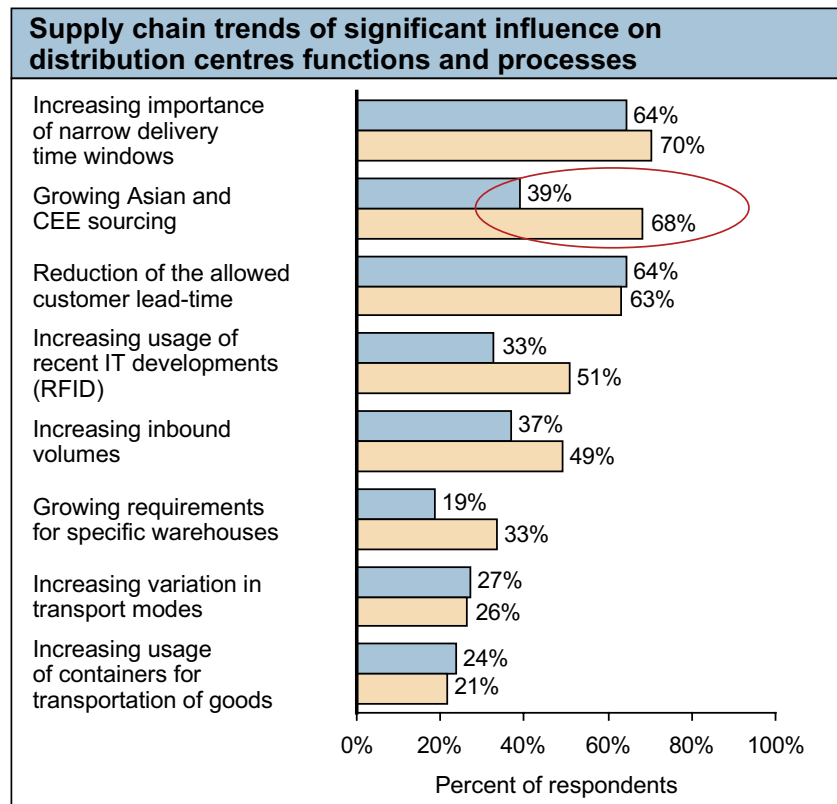 Supply chain trends of significant influence on
distribution centres functions and processes
Increasing importance
of narrow delivery
time windows
64%
70%
Growing Asian and
CEE sourcing
39%
68%
Reduction of the allowed
customer lead-time
64%
63%
Increasing usage of
recent IT developments
(RFID)
33%
51%
Increasing inbound
volumes
37%
49%
Growing requirements
for specific warehouses
19%
33%
Increasing variation in
transport modes
27%
26%
Increasing usage
of containers for
transportation of goods
24%
21%
0% 20% 40% 60% 80% 100%
Percent of respondents